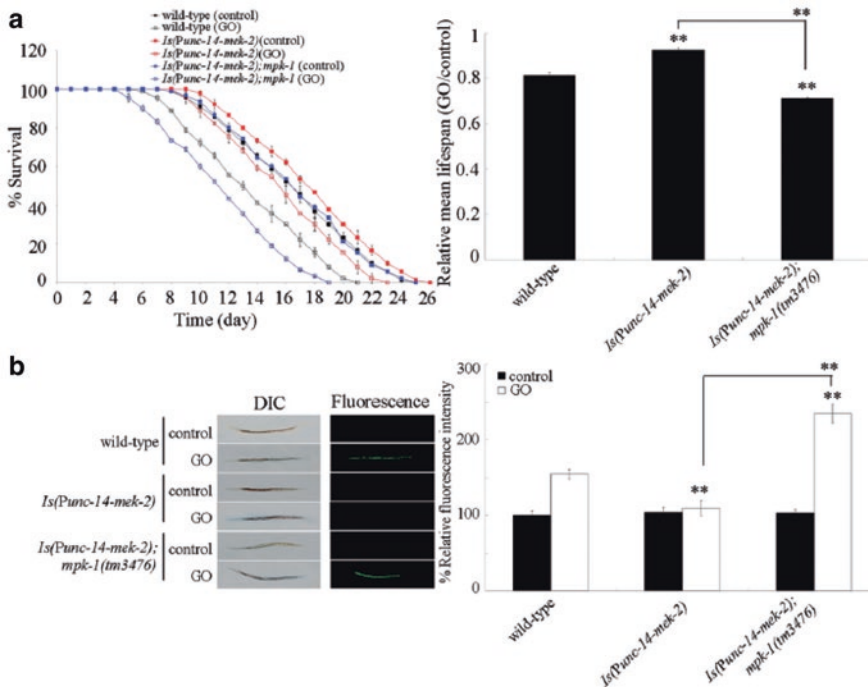 a
wild-type (control)
wild-type (GO)
Is(Punc-14-mek-2)(control)
Is(Punc-14-mek-2)(GO)
Is(Punc-14-mek-2);mpk-1 (control)
Is(Punc-14-mek-2);mpk-1 (GO)
% Survival
120
100
80
60
40
20
0
0 2 4 6 8 10 12 14 16 18 20 22 24 26
Time (day)
Relative mean lifespan (GO/control)
1
0.8
0.6
0.4
0.2
0
**
**
**
wild-type
Is(Punc-14-mek-2)
Is(Punc-14-mek-2);
mpk-1(tm3476)
b
DIC Fluorescence
wild-type
control
GO
Is(Punc-14-mek-2)
control
GO
Is(Punc-14-mek-2);
mpk-1(tm3476)
control
GO
% Relative fluorescence intensity
300
250
200
150
100
50
0
control
GO
**
**
**
wild-type
Is(Punc-14-mek-2)
Is(Punc-14-mek-2);
mpk-1(tm3476)